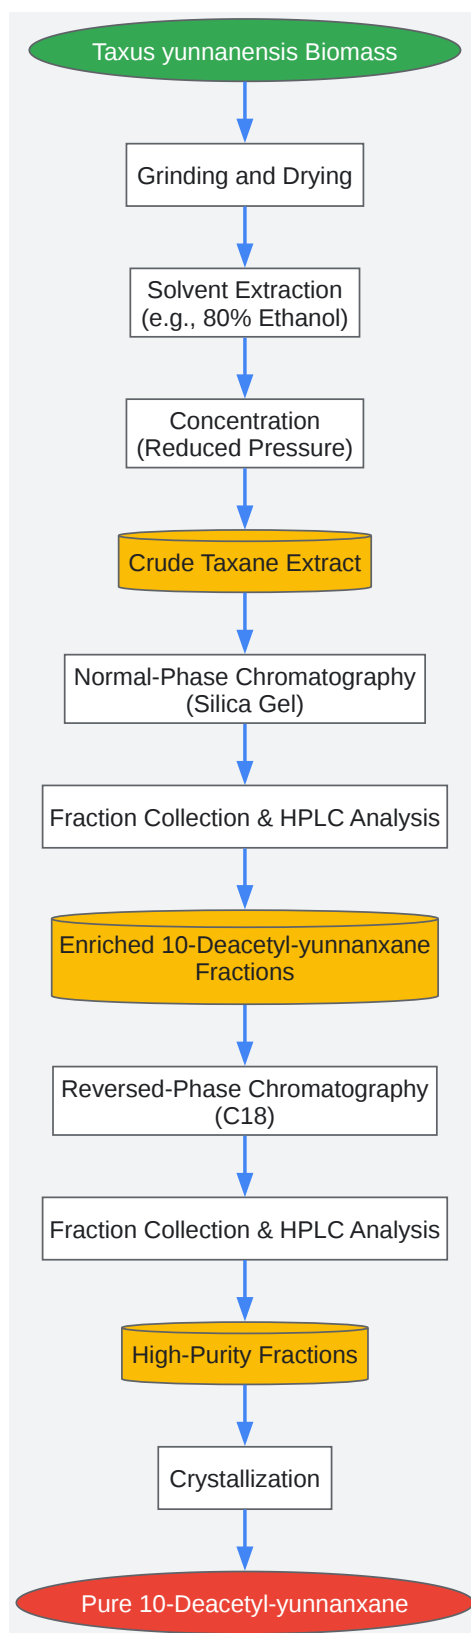 Taxus yunnanensis Biomass
Grinding and Drying
Solvent Extraction
(e.g., 80% Ethanol)
Concentration
(Reduced Pressure)
Crude Taxane Extract
Normal-Phase Chromatography
(Silica Gel)
Fraction Collection & HPLC Analysis
Enriched 10-Deacetyl-yunnanxane
Fractions
Reversed-Phase Chromatography
(C18)
Fraction Collection & HPLC Analysis
High-Purity Fractions
Crystallization
Pure 10-Deacetyl-yunnanxane